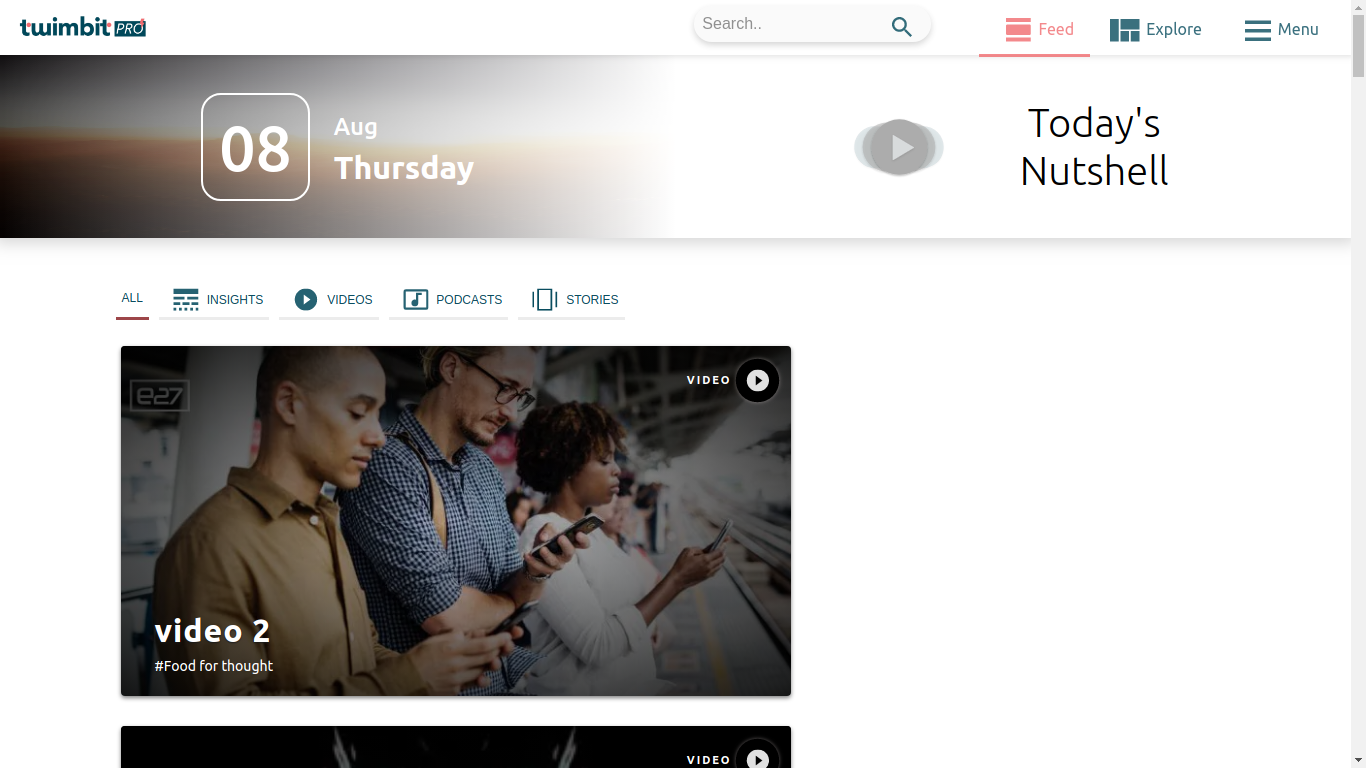 twimbit PRO
Search..
Feed
Explore
Menu
08
Aug
Thursday
Today's
Nutshell
ALL
INSIGHTS
VIDEOS
PODCASTS
STORIES
e27
VIDEO
video 2
#Food for thought
VIDEO